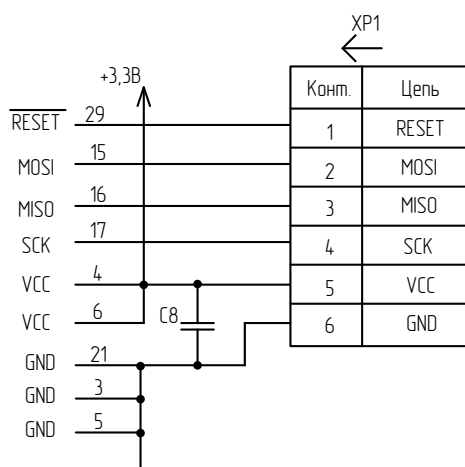 XP1
+3,3В
Конт. Цепь
RESET 29 1 RESET
MOSI 15 2 MOSI
MISO 16 3 MISO
SCK 17 4 SCK
VCC 4 5 VCC
VCC 6 C8 6 GND
GND 21
GND 3
GND 5